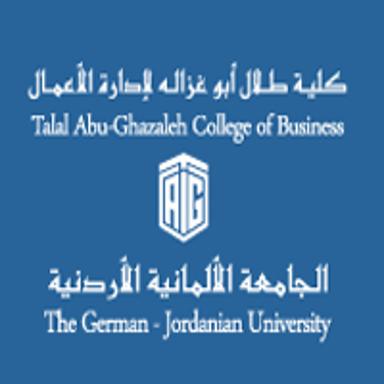 كلية طلال أبو غزاله لإدارة الأعمال
Talal Abu-Ghazaleh College of Business
TAG
الجامعة الألمانية الأردنية
The German - Jordanian University